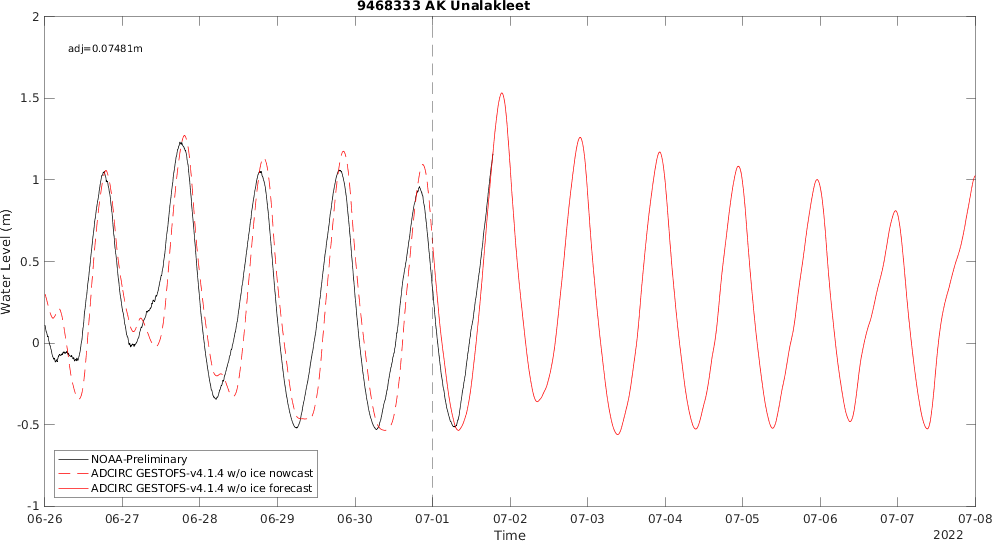 9468333 AK Unalakleet
adj=0.07481m
2
1.5
1
0.5
0
-0.5
-1
Water Level (m)
NOAA-Preliminary
ADCIRC GESTOFS-v4.1.4 w/o ice nowcast
ADCIRC GESTOFS-v4.1.4 w/o ice forecast
06-26 06-27 06-28 06-29 06-30 07-01 07-02 07-03 07-04 07-05 07-06 07-07 07-08
Time
2022